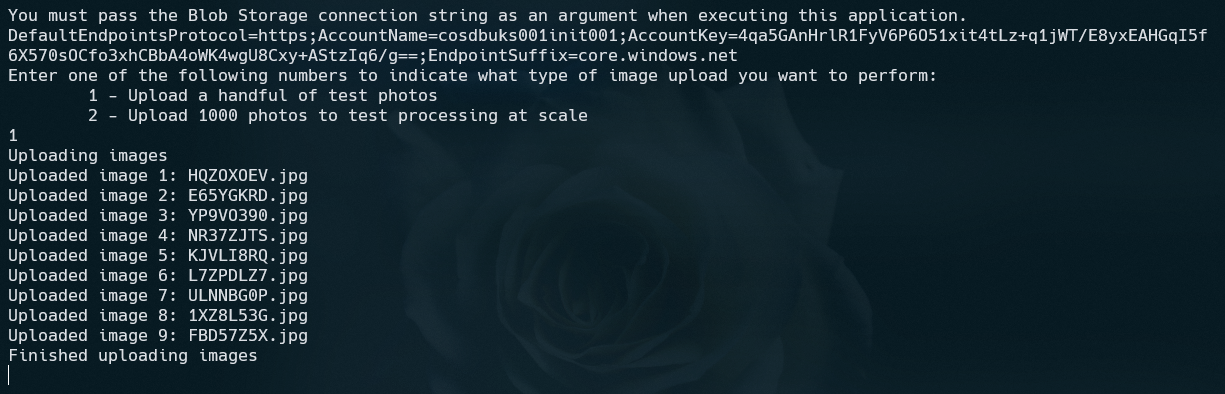 You must pass the Blob Storage connection string as an argument when executing this application.
DefaultEndpointsProtocol=https;AccountName=cosdbuks001init001;AccountKey=4qa5GAnHrlR1FyV6P6O51xit4tLz+q1jWT/E8yxEAHGqI5f
6X570sOCfo3xhCBbA4oWK4wgU8Cxy+AStzIq6/g==;EndpointSuffix=core.windows.net
Enter one of the following numbers to indicate what type of image upload you want to perform:
1 - Upload a handful of test photos
2 - Upload 1000 photos to test processing at scale
1
Uploading images
Uploaded image 1: HQZOXOEV.jpg
Uploaded image 2: E65YGKRD.jpg
Uploaded image 3: YP9VO390.jpg
Uploaded image 4: NR37ZJTS.jpg
Uploaded image 5: KJVLI8RQ.jpg
Uploaded image 6: L7ZPDLZ7.jpg
Uploaded image 7: ULNNBG0P.jpg
Uploaded image 8: 1XZ8L53G.jpg
Uploaded image 9: FBD57Z5X.jpg
Finished uploading images